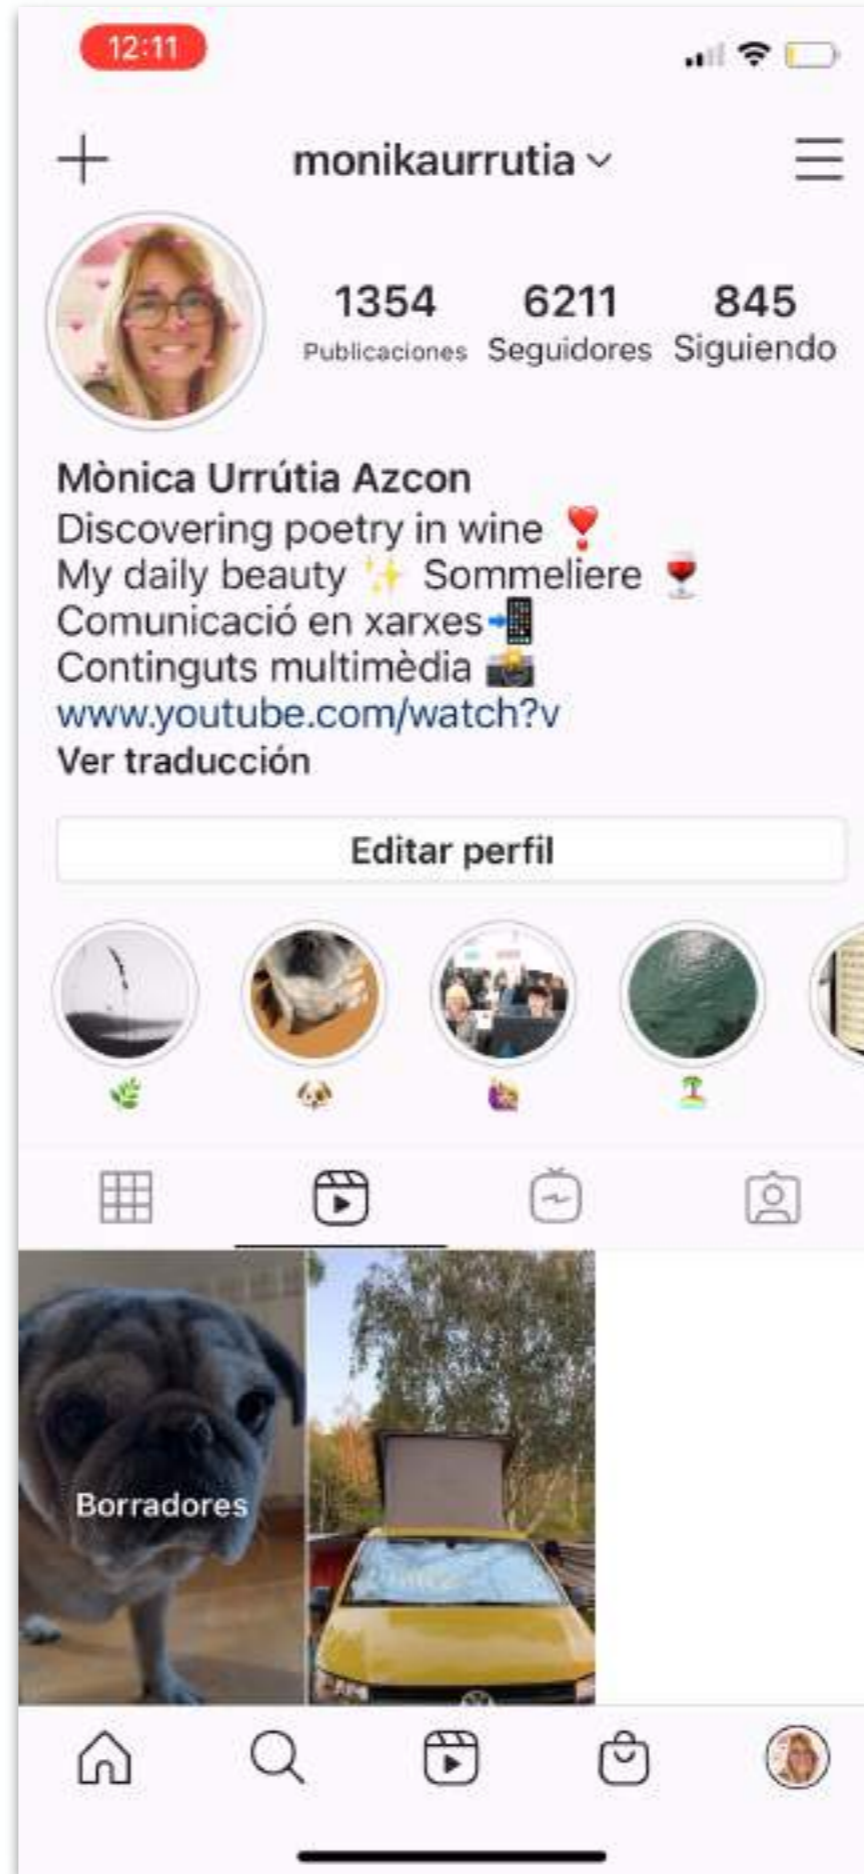 12:11
monikaurrutia
1354 6211 845
Publicaciones Seguidores Siguiendo
Mònica Urrútia Azcon
Discovering poetry in wine ❣️
My daily beauty ✨ Sommeliere 🍷
Comunicació en xarxes📲
Continguts multimèdia 📸
www.youtube.com/watch?v
Ver traducción
Editar perfil
🌿 🐶 🙋🏽‍♀️ 🏝️
Borradores